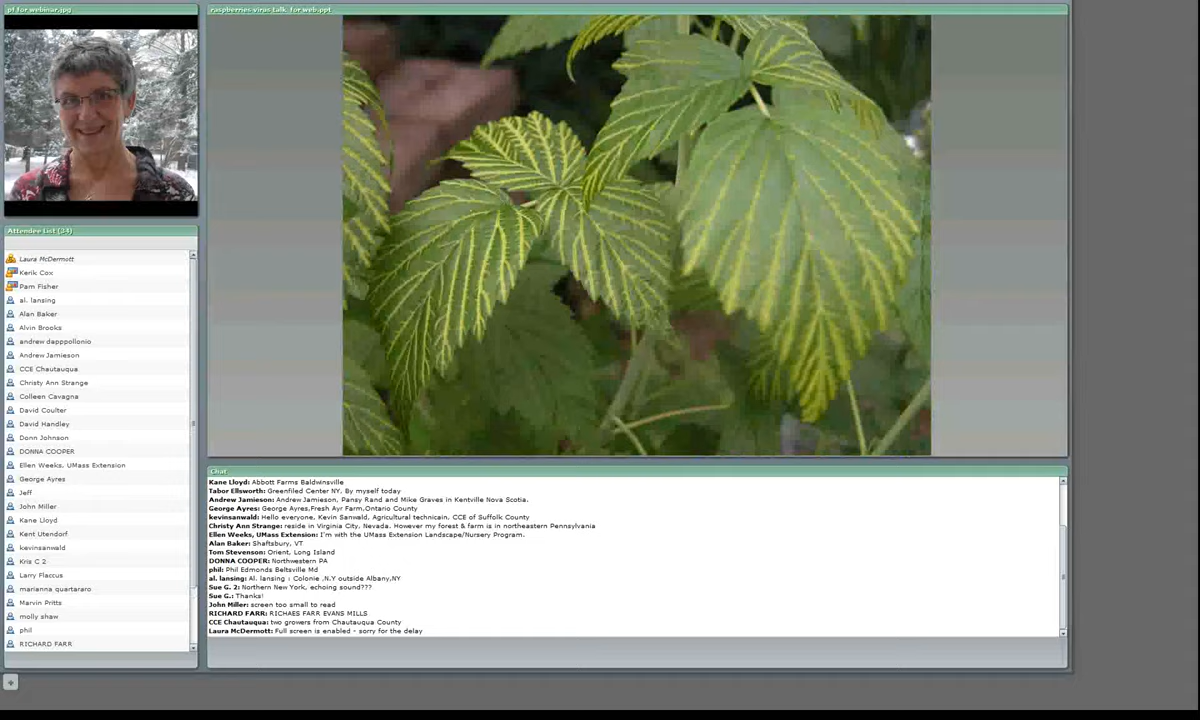 pf for webinar.jpg
raspberries virus talk. for web.ppt
Attendee List (34)
Laura McDermott
Kerik Cox
Pam Fisher
al. lansing
Alan Baker
Alvin Brooks
andrew dapppollonio
Andrew Jamieson
CCE Chautauqua
Christy Ann Strange
Colleen Cavagna
David Coulter
David Handley
Donn Johnson
DONNA COOPER
Ellen Weeks, UMass Extension
George Ayres
Jeff
John Miller
Kane Lloyd
Kent Utendorf
kevinsanwald
Kris C 2
Larry Flaccus
marianna quartararo
Marvin Pritts
molly shaw
phil
RICHARD FARR
Chat
Kane Lloyd: Abbott Farms Baldwinsville
Tabor Ellsworth: Greenfiled Center NY, By myself today
Andrew Jamieson: Andrew Jamieson, Pansy Rand and Mike Graves in Kentville Nova Scotia.
George Ayres: George Ayres,Fresh Ayr Farm,Ontario County
kevinsanwald: Hello everyone, Kevin Sanwald, Agricultural technicain, CCE of Suffolk County
Christy Ann Strange: reside in Virginia City, Nevada. However my forest & farm is in northeastern Pennsylvania
Ellen Weeks, UMass Extension: I'm with the UMass Extension Landscape/Nursery Program.
Alan Baker: Shaftsbury, VT
Tom Stevenson: Orient, Long Island
DONNA COOPER: Northwestern PA
phil: Phil Edmonds Beltsville Md
al. lansing: Al. lansing : Colonie ,N.Y outside Albany,NY
Sue G. 2: Northern New York, echoing sound???
Sue G.: Thanks!
John Miller: screen too small to read
RICHARD FARR: RICHAES FARR EVANS MILLS
CCE Chautauqua: two growers from Chautauqua County
Laura McDermott: Full screen is enabled - sorry for the delay